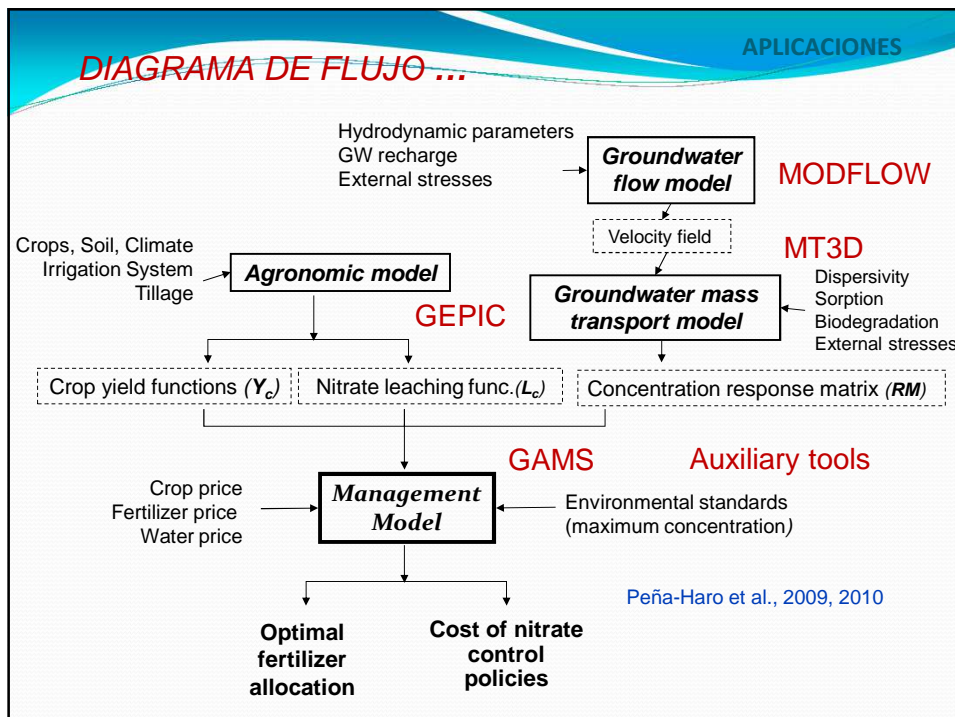 APLICACIONES
DIAGRAMA DE FLUJO ...
Hydrodynamic parameters
GW recharge
External stresses
Groundwater
flow model
MODFLOW
Velocity field
MT3D
Crops, Soil, Climate
Irrigation System
Tillage
Agronomic model
GEPIC
Groundwater mass
transport model
Dispersivity
Sorption
Biodegradation
External stresses
Crop yield functions (Yc)
Nitrate leaching func.(Lc)
Concentration response matrix (RM)
GAMS
Auxiliary tools
Crop price
Fertilizer price
Water price
Management
Model
Environmental standards
(maximum concentration)
Peña-Haro et al., 2009, 2010
Optimal
fertilizer
allocation
Cost of nitrate
control
policies